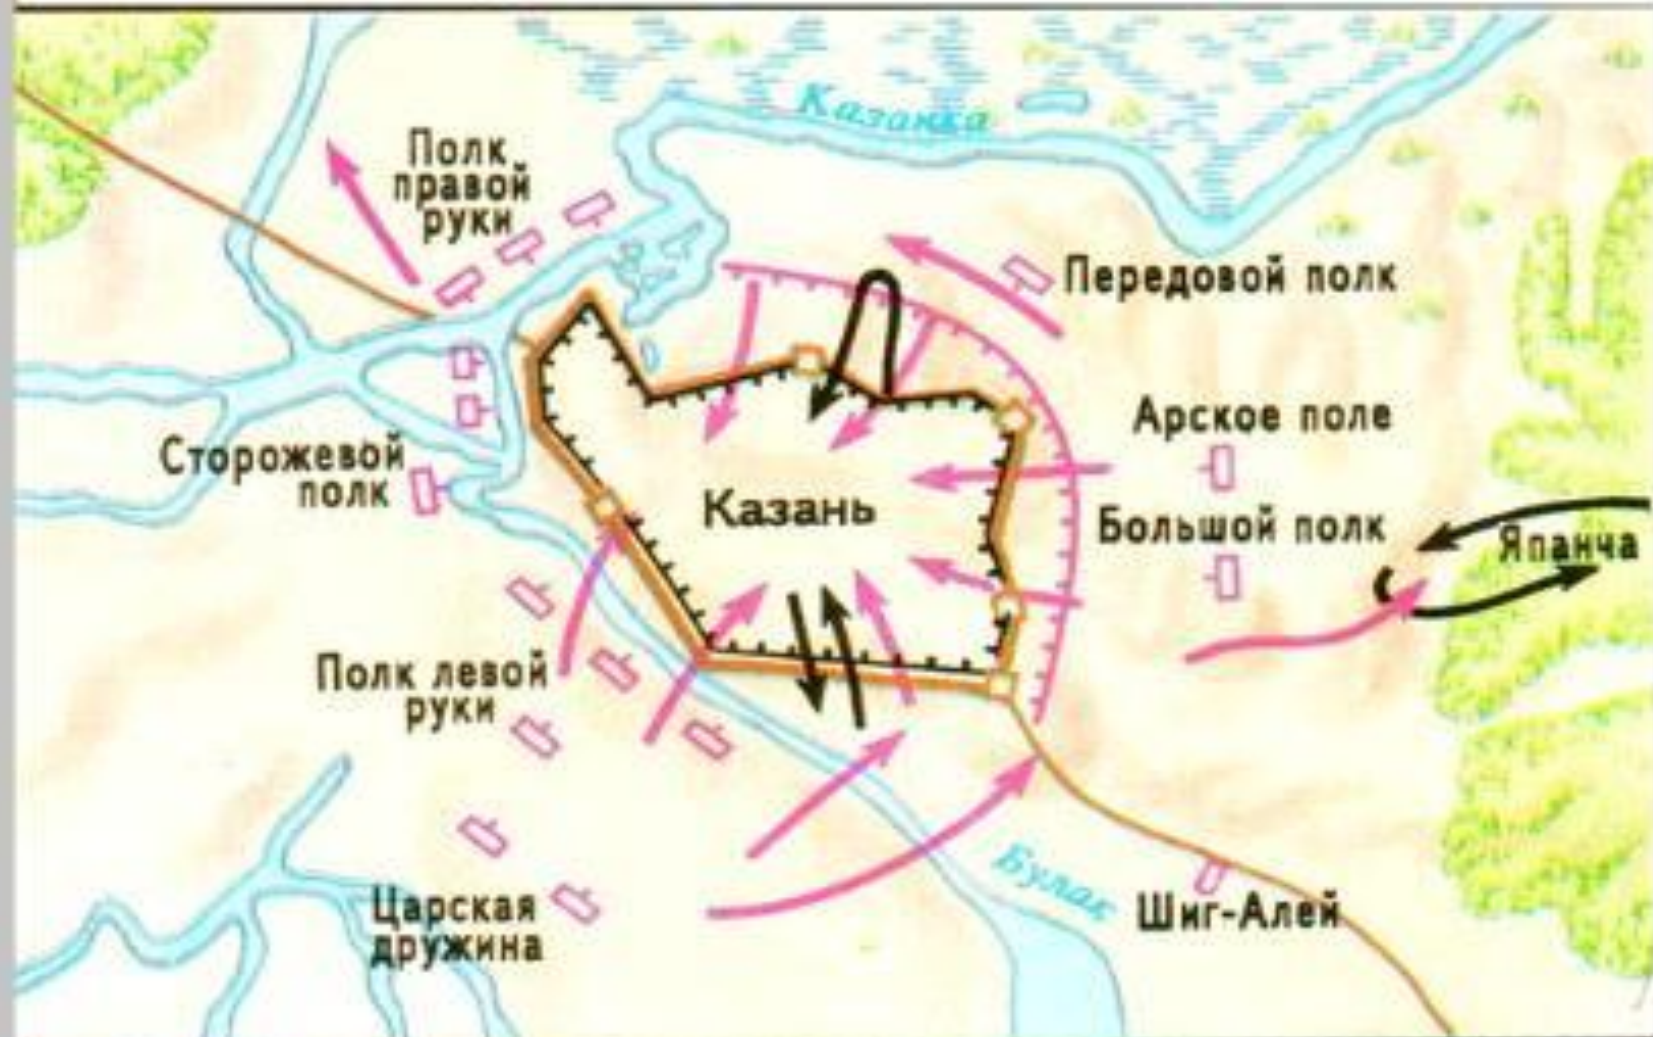 Казанка
Полк
правой
руки
Передовой полк
Арское поле
Сторожевой
полк
Казань
Большой полк
Япанча
Полк левой
руки
Булак
Царская
дружина
Шиг-Алей